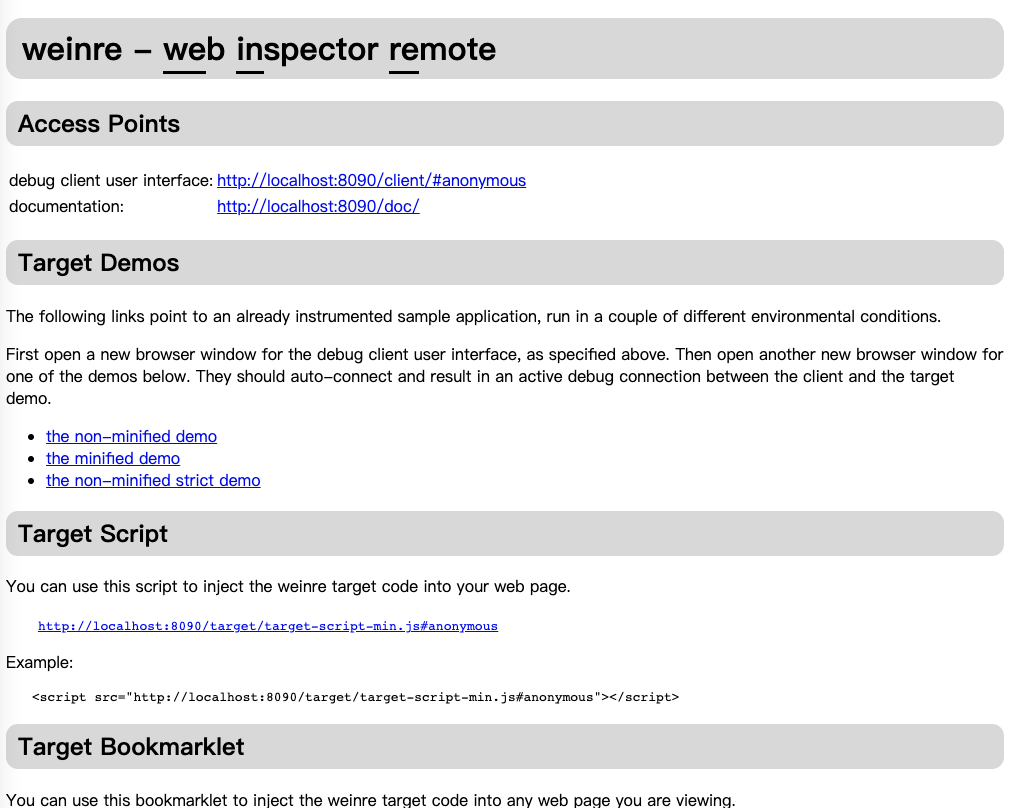 weinre - web inspector remote
Access Points
debug client user interface: http://localhost:8090/client/#anonymous
documentation: http://localhost:8090/doc/
Target Demos
The following links point to an already instrumented sample application, run in a couple of different environmental conditions.
First open a new browser window for the debug client user interface, as specified above. Then open another new browser window for
one of the demos below. They should auto-connect and result in an active debug connection between the client and the target
demo.
• the non-minified demo
• the minified demo
• the non-minified strict demo
Target Script
You can use this script to inject the weinre target code into your web page.
http://localhost:8090/target/target-script-min.js#anonymous
Example:
<script src="http://localhost:8090/target/target-script-min.js#anonymous"></script>
Target Bookmarklet
You can use this bookmarklet to inject the weinre target code into any web page you are viewing.